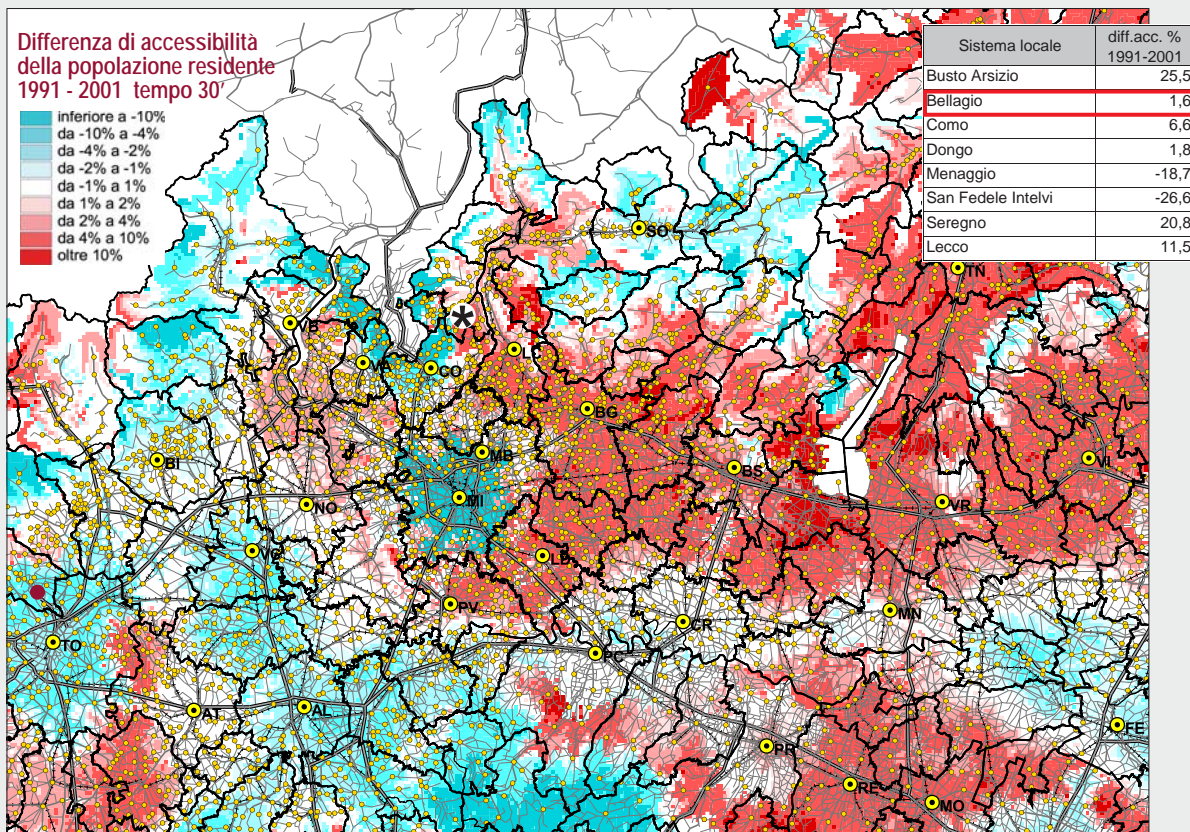 Differenza di accessibilità
della popolazione residente
1991 - 2001 tempo 30'
inferiore a -10%
da -10% a -4%
da -4% a -2%
da -2% a -1%
da -1% a 1%
da 1% a 2%
da 2% a 4%
da 4% a 10%
oltre 10%
Sistema locale diff.acc. % 1991-2001
Busto Arsizio 25,5
Bellagio 1,6
Como 6,6
Dongo 1,8
Menaggio -18,7
San Fedele Intelvi -26,6
Seregno 20,8
Lecco 11,5
SO
TN
VB
*
VA
CO
BG
MB
BI
BS
VI
MI
NO
VR
VC
PV
MN
CR
TO
AT
AL
FE
PR
RE
MO